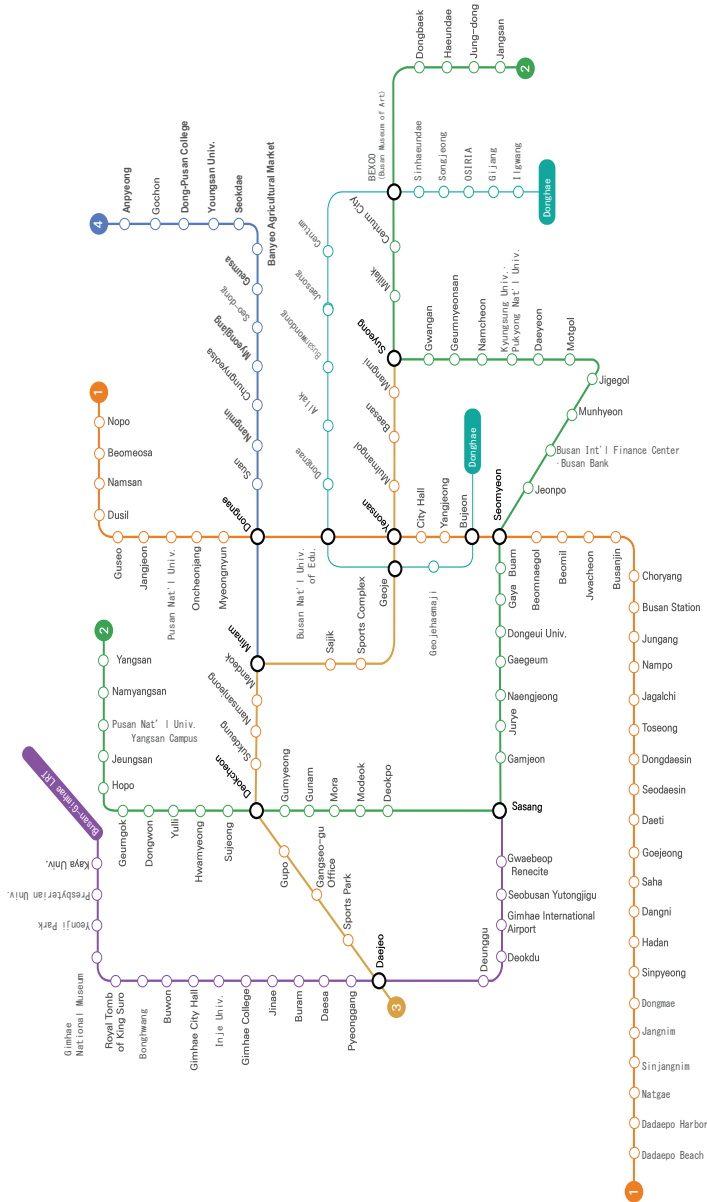 Dongbaek
Haeundae
Jung-dong
Jangsan
2
BEXCO
(Busan Museum of Art)
Sinhaeundae
Songjeong
OSIRIA
Gijang
Ilgwang
Donghae
4
Anpyeong
Gochon
Dong-Pusan College
Youngsan Univ.
Seokdae
Banyeo Agricultural Market
Geumsa
Seo-dong
Myeongjang
Chungnyeolsa
Nangmin
Suan
Dongnae
Centum
Jaesong
Busanwondong
Allak
Dongnae
Centum City
Millak
Suyeong
Mangmi
Baesan
Mulmangol
Yeonsan
Gwangan
Geumnyeonsan
Namcheon
Kyungsung Univ.·
Pukyong Nat'l Univ.
Daeyeon
Motgol
Jigegol
Munhyeon
Busan Int'l Finance Center
·Busan Bank
Jeonpo
Donghae
1
Nopo
Beomeosa
Namsan
Dusil
Guseo
Jangjeon
Pusan Nat'l Univ.
Oncheonjang
Myeongnyun
Busan Nat'l Univ.
of Edu.
City Hall
Yangjeong
Bujeon
Seomyeon
Geoje
Geojehaemaji
Buam
Gaya
Beomnaegol
Beomil
Jwacheon
Busanjin
Choryang
Busan Station
Jungang
Nampo
Jagalchi
Toseong
Dongdaesin
Seodaesin
Daeti
Goejeong
Saha
Dangni
Hadan
Sinpyeong
Dongmae
Jangnim
Sinjangnim
Natgae
Dadaepo Harbor
Dadaepo Beach
1
Minam
Sajik
Sports Complex
Mandeok
Namsanjeong
Sukdeung
Deokcheon
Dongeui Univ.
Gaegeum
Naengjeong
Jurye
Gamjeon
Sasang
2
Yangsan
Namyangsan
Pusan Nat'l Univ.
Yangsan Campus
Jeungsan
Hopo
Geumgok
Dongwon
Yulli
Hwamyeong
Sujeong
Gumyeong
Gunam
Mora
Modeok
Deokpo
Gupo
Gangseo-gu
Office
Sports Park
Daejeo
3
Busan-Gimhae LRT
Kaya Univ.
Presbyterian Univ.
Yeonji Park
Gimhae
National Museum
Royal Tomb
of King Suro
Bonghwang
Buwon
Gimhae City Hall
Inje Univ.
Gimhae College
Jinae
Buram
Daesa
Pyeonggang
Deunggu
Deokdu
Gimhae International
Airport
Seobusan Yutongjigu
Gwaebeop
Renecite